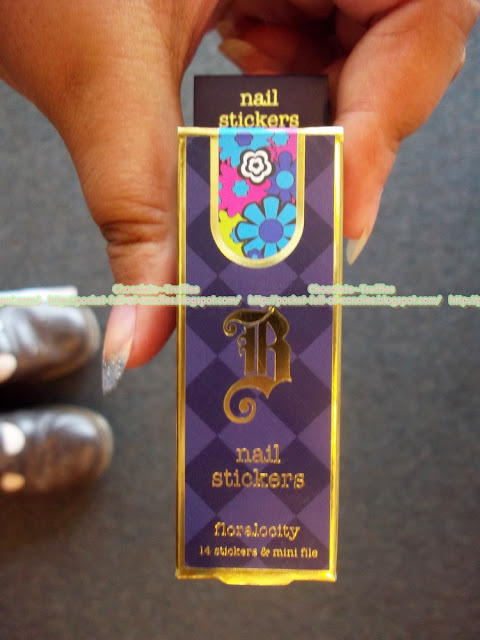 nail
stickers
B
nail
stickers
floralocity
14 stickers & mini file